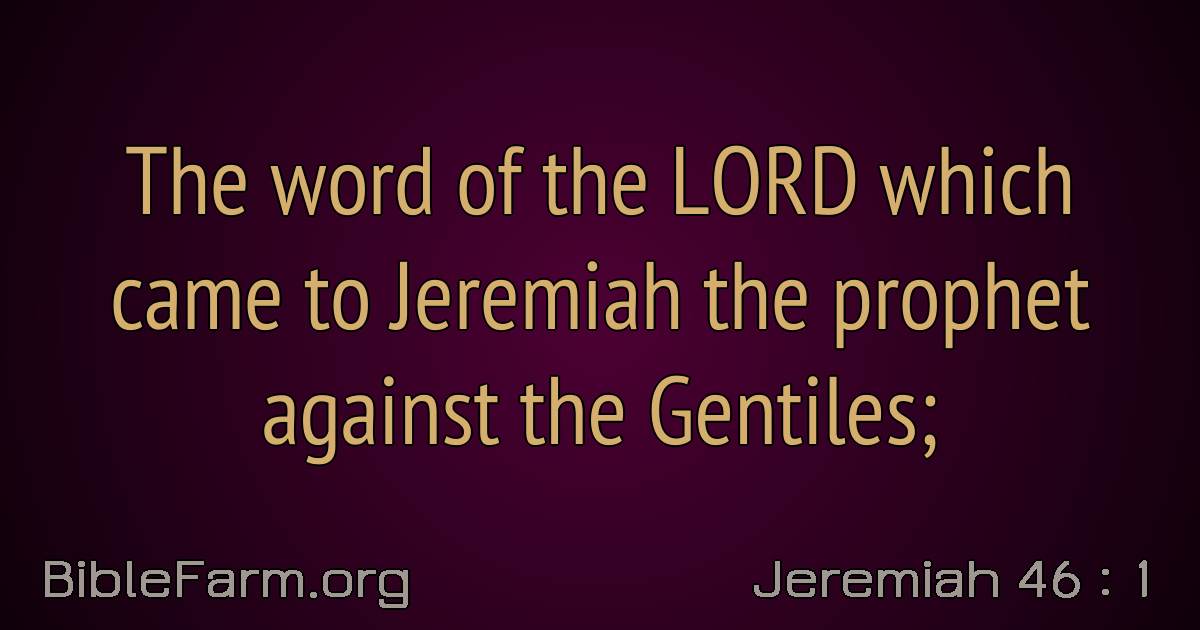 The word of the LORD which
came to Jeremiah the prophet
against the Gentiles;
BibleFarm.org
Jeremiah 46 : 1